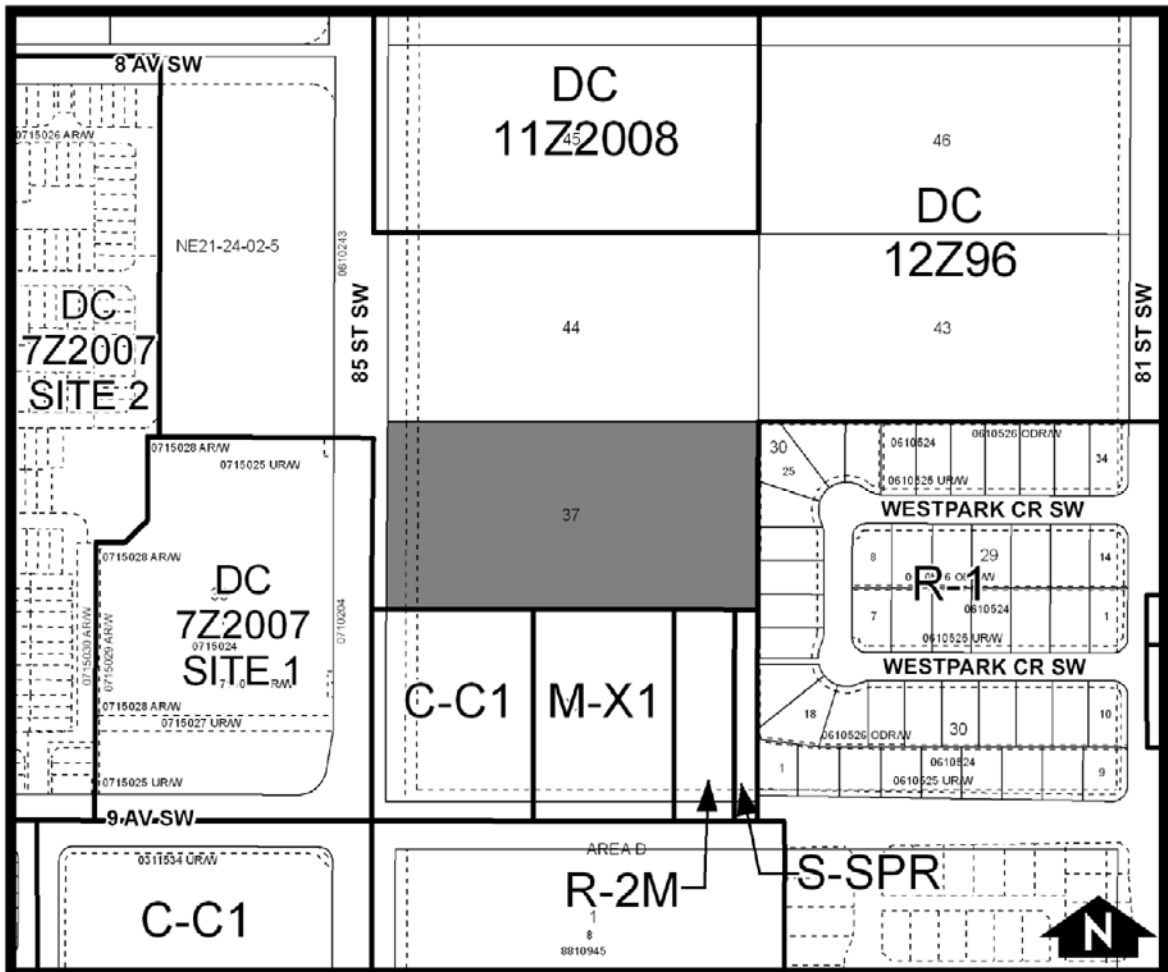 8 AV SW
0715026 AR/W
NE21-24-02-5
0610243
DC
7Z2007
SITE 2
85 ST SW
DC
11Z2008
45
46
DC
12Z96
44
43
81 ST SW
0715028 AR/W
0715025 UR/W
37
30
25
0610524
0610526 ODR/W
34
0610525 UR/W
WESTPARK CR SW
8
29
14
R-1
7
0610524
1
0610525 UR/W
WESTPARK CR SW
0715028 AR/W
0715030 AR/W
0715029 AR/W
DC
7Z2007
0715024
SITE 1
0710204
0715028 AR/W
0715027 UR/W
0715025 UR/W
C-C1
M-X1
18
0610526 ODR/W
30
10
1
0610524
0610525 UR/W
9
9 AV SW
0311534 UR/W
C-C1
AREA D
R-2M
S-SPR
1
8
8810945
N